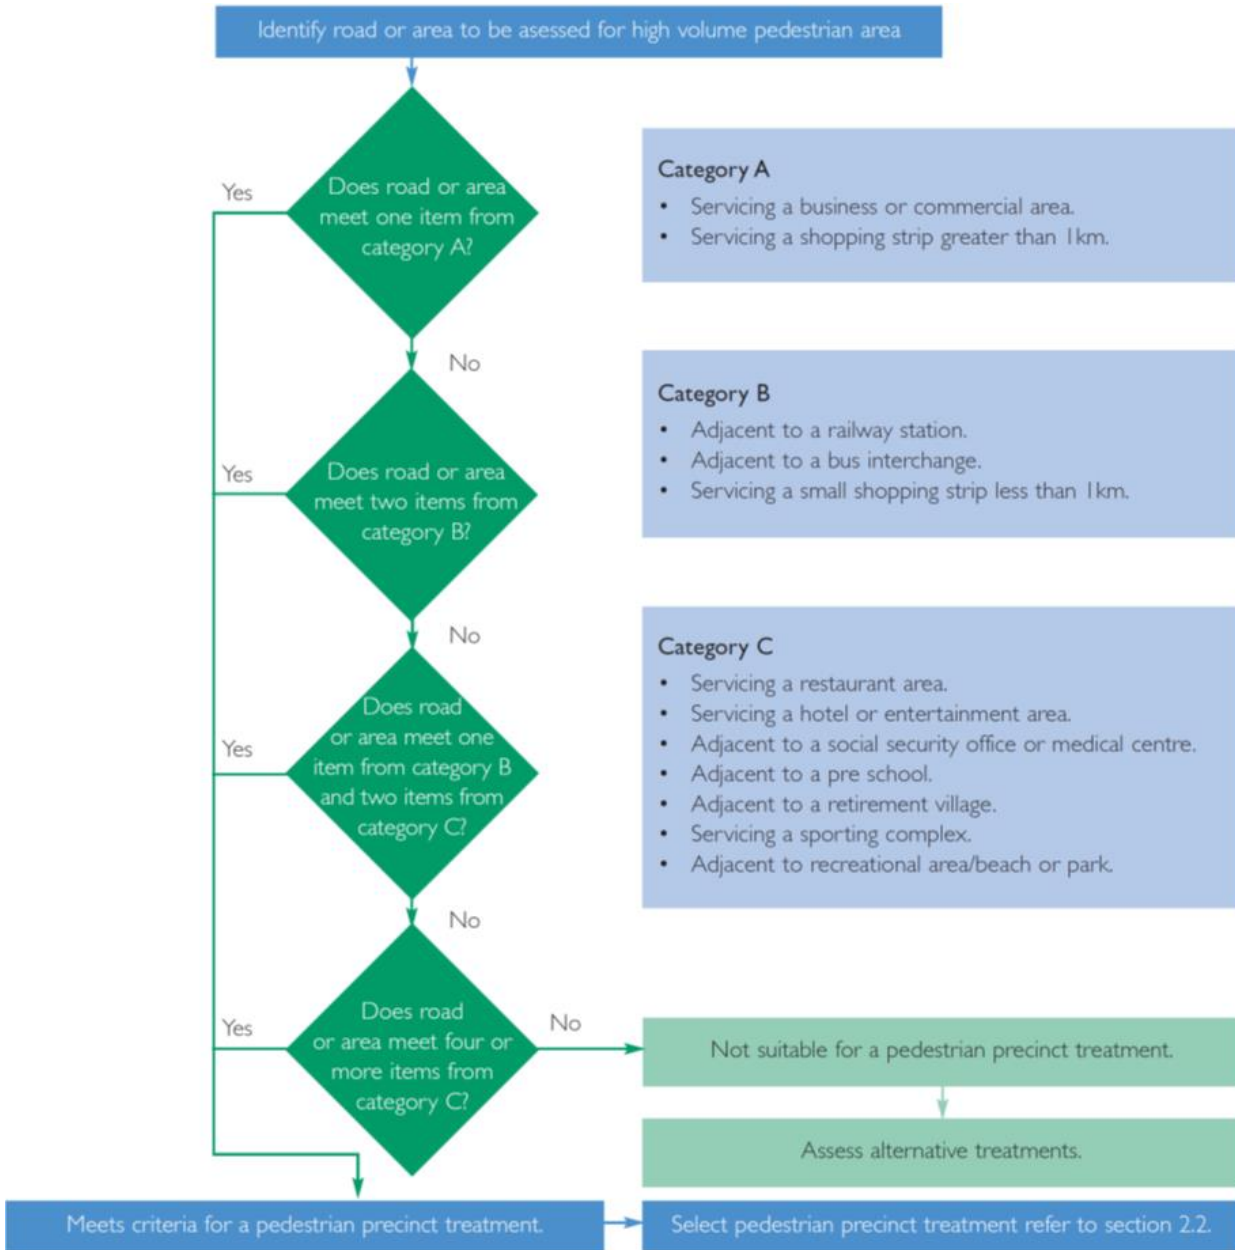 Identify road or area to be asessed for high volume pedestrian area
Does road or area
meet one item from
category A?
Yes
No
Category A
• Servicing a business or commercial area.
• Servicing a shopping strip greater than 1km.
Does road or area
meet two items from
category B?
Yes
No
Category B
• Adjacent to a railway station.
• Adjacent to a bus interchange.
• Servicing a small shopping strip less than 1km.
Does road
or area meet one
item from category B
and two items from
category C?
Yes
No
Category C
• Servicing a restaurant area.
• Servicing a hotel or entertainment area.
• Adjacent to a social security office or medical centre.
• Adjacent to a pre school.
• Adjacent to a retirement village.
• Servicing a sporting complex.
• Adjacent to recreational area/beach or park.
Does road
or area meet four or
more items from
category C?
Yes
No
Not suitable for a pedestrian precinct treatment.
Assess alternative treatments.
Meets criteria for a pedestrian precinct treatment.
Select pedestrian precinct treatment refer to section 2.2.